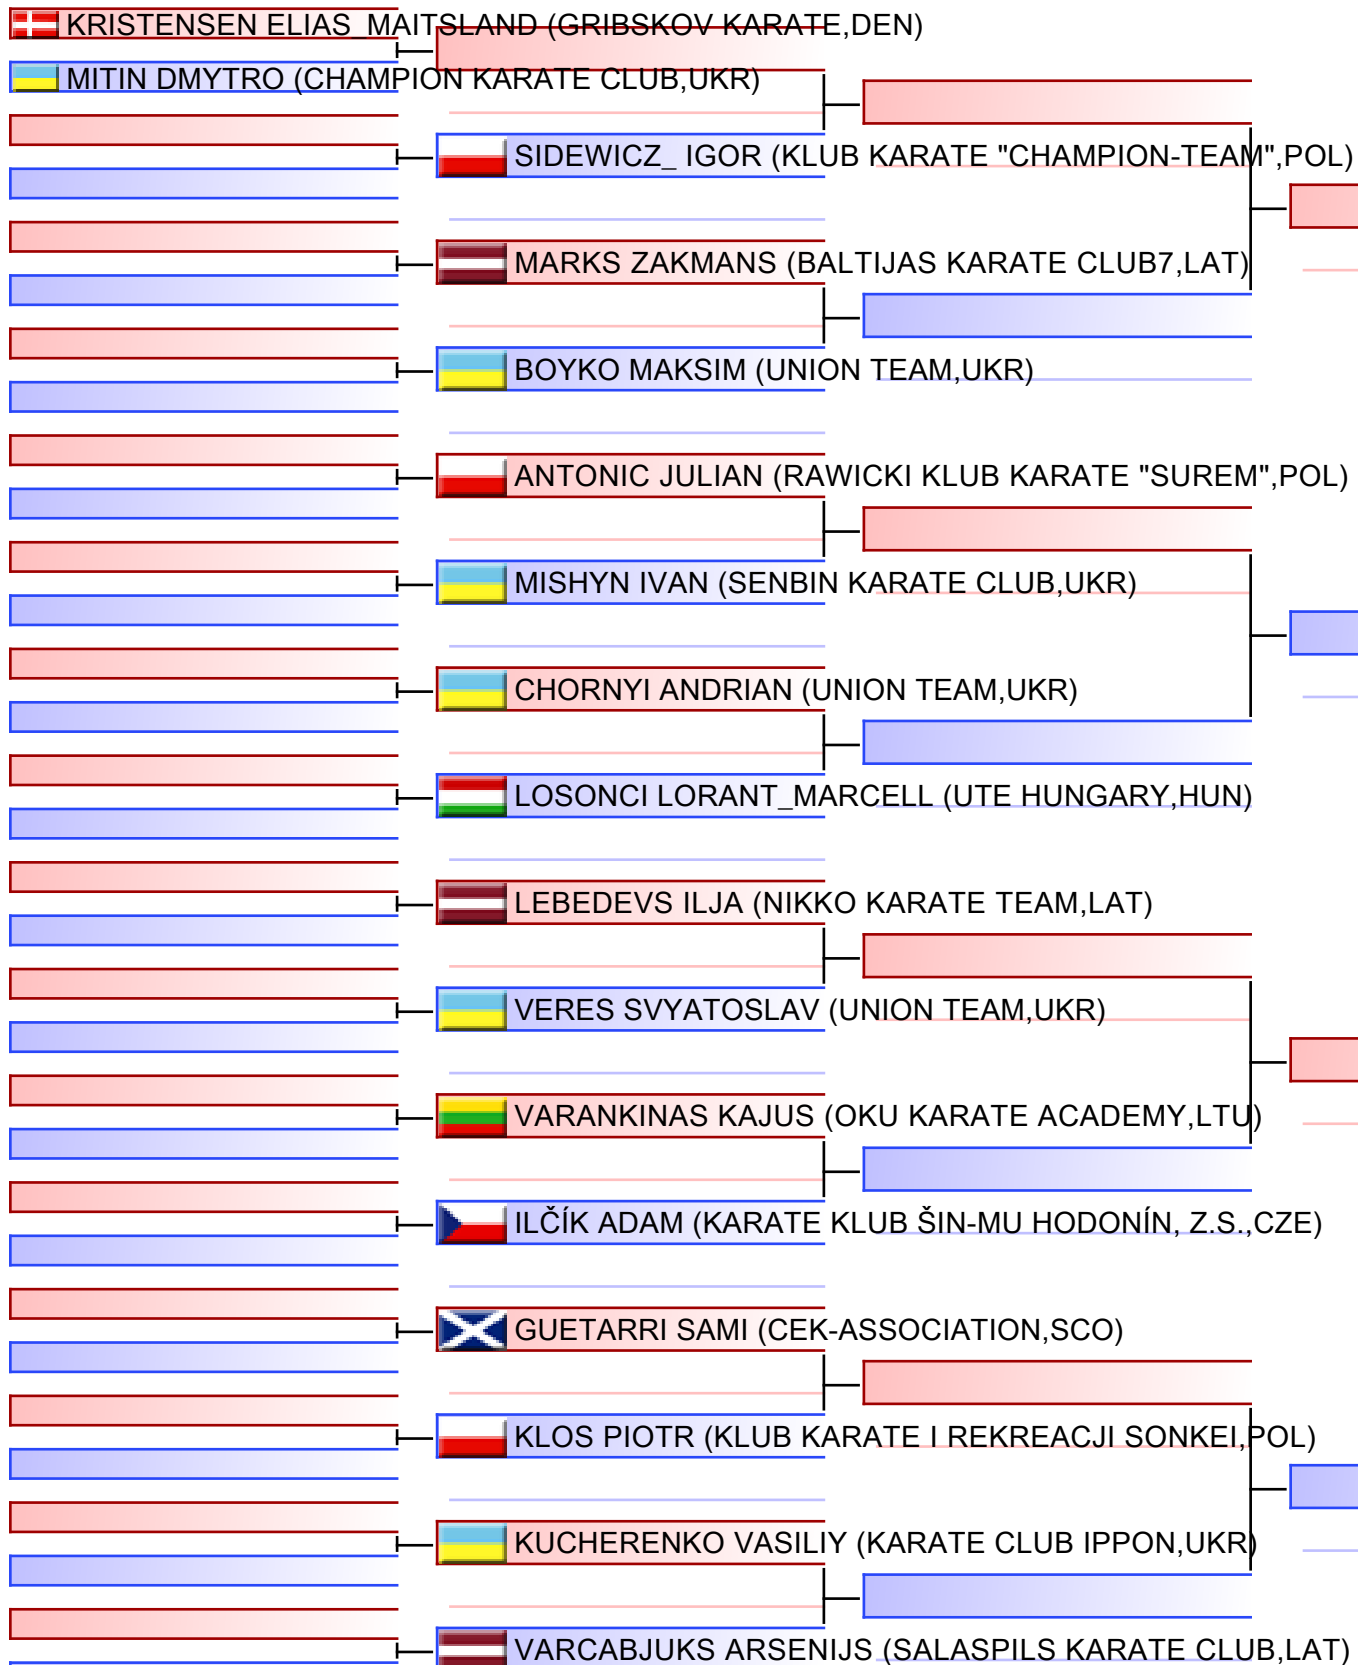 KRISTENSEN ELIAS_MAITSLAND (GRIBSKOV KARATE,DEN)
MITIN DMYTRO (CHAMPION KARATE CLUB,UKR)
SIDEWICZ_ IGOR (KLUB KARATE "CHAMPION-TEAM",POL)
MARKS ZAKMANS (BALTIJAS KARATE CLUB7,LAT)
BOYKO MAKSIM (UNION TEAM,UKR)
ANTONIC JULIAN (RAWICKI KLUB KARATE "SUREM",POL)
MISHYN IVAN (SENBIN KARATE CLUB,UKR)
CHORNYI ANDRIAN (UNION TEAM,UKR)
LOSONCI LORANT_MARCELL (UTE HUNGARY,HUN)
LEBEDEVS ILJA (NIKKO KARATE TEAM,LAT)
VERES SVYATOSLAV (UNION TEAM,UKR)
VARANKINAS KAJUS (OKU KARATE ACADEMY,LTU)
ILČÍK ADAM (KARATE KLUB ŠIN-MU HODONÍN, Z.S.,CZE)
GUETARRI SAMI (CEK-ASSOCIATION,SCO)
KLOS PIOTR (KLUB KARATE I REKREACJI SONKEI,POL)
KUCHERENKO VASILIY (KARATE CLUB IPPON,UKR)
VARCABJUKS ARSENIJS (SALASPILS KARATE CLUB,LAT)